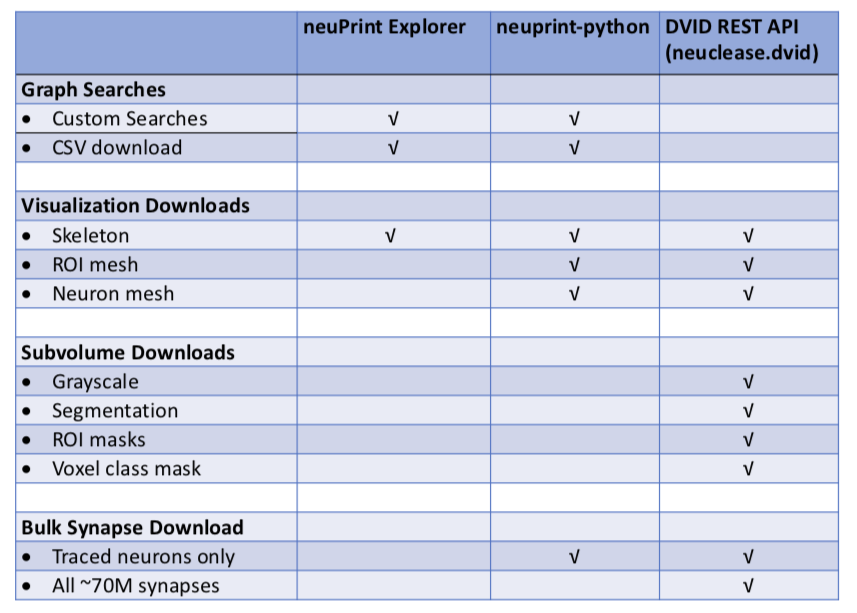 neuPrint Explorer neuprint-python DVID REST API
(neuclease.dvid)
Graph Searches
• Custom Searches √ √
• CSV download √ √
Visualization Downloads
• Skeleton √ √ √
• ROI mesh √ √
• Neuron mesh √ √
Subvolume Downloads
• Grayscale √
• Segmentation √
• ROI masks √
• Voxel class mask √
Bulk Synapse Download
• Traced neurons only √ √
• All ~70M synapses √